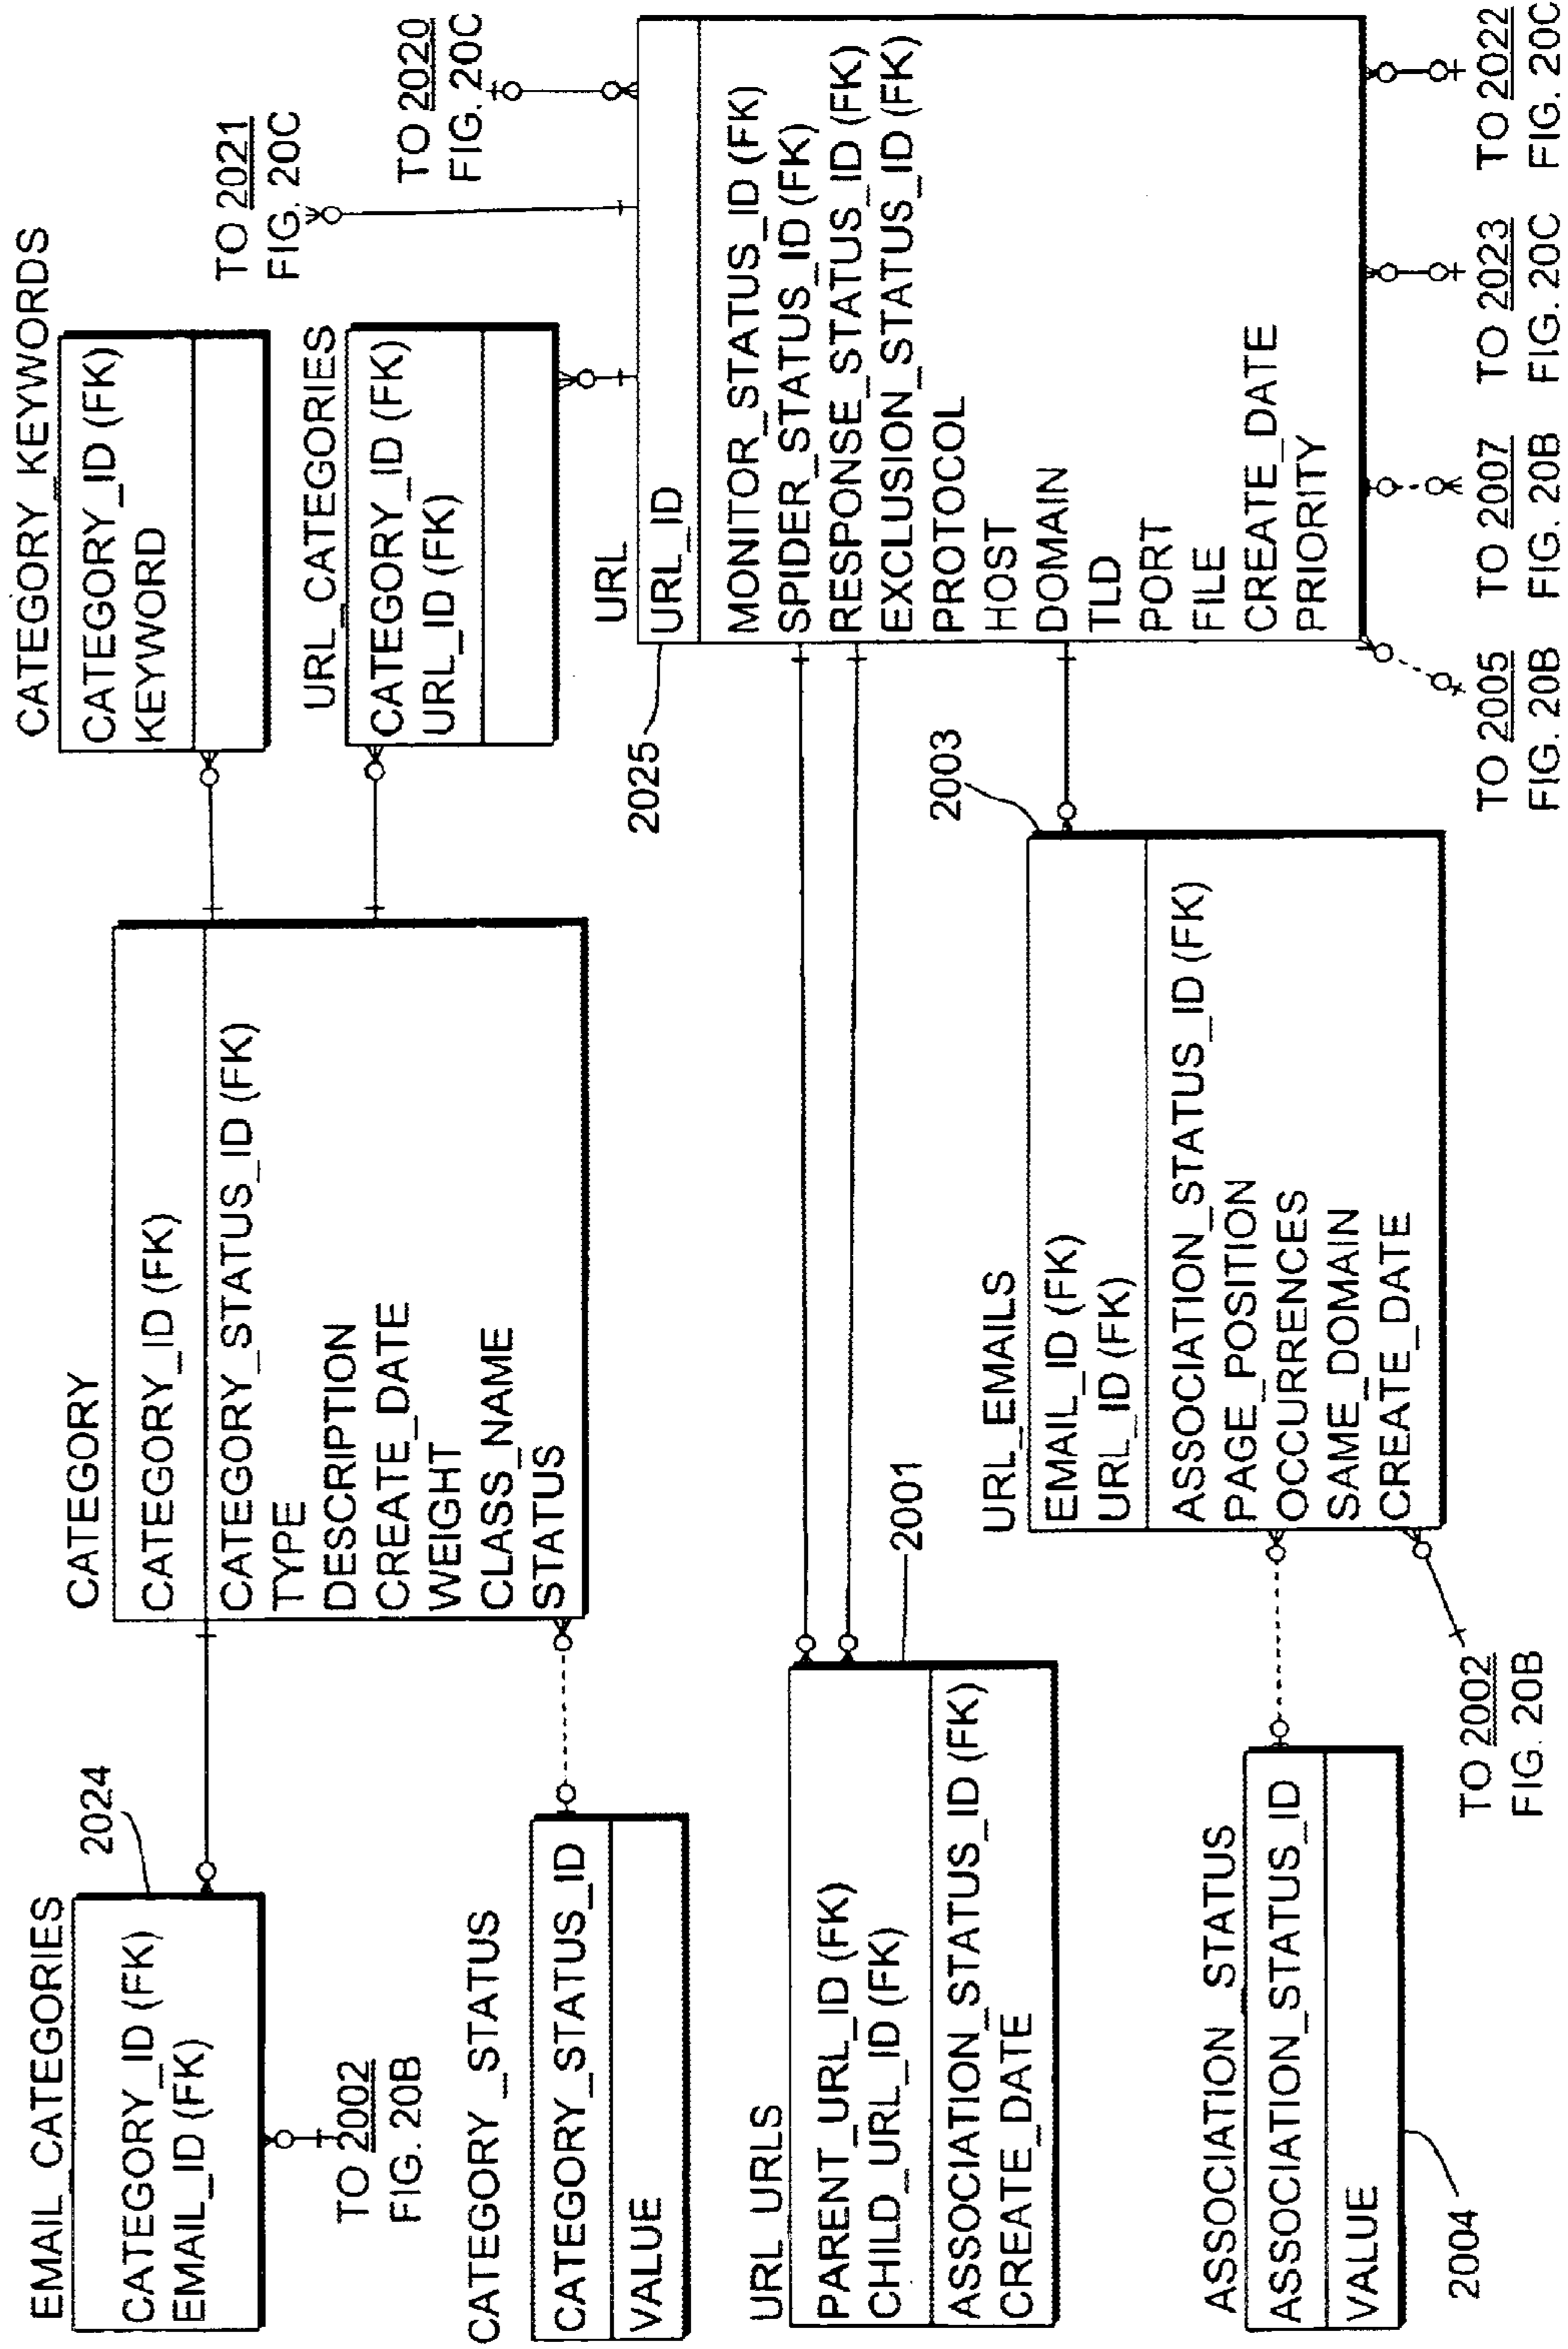 EMAIL_CATEGORIES
CATEGORY_ID (FK)
EMAIL_ID (FK)
2024
TO 2002
FIG. 20B
CATEGORY
CATEGORY_ID (FK)
CATEGORY_STATUS_ID (FK)
TYPE
DESCRIPTION
CREATE_DATE
WEIGHT
CLASS_NAME
STATUS
CATEGORY_KEYWORDS
CATEGORY_ID (FK)
KEYWORD
URL_CATEGORIES
CATEGORY_ID (FK)
URL_ID (FK)
TO 2021
FIG. 20C
TO 2020
FIG. 20C
CATEGORY_STATUS
CATEGORY_STATUS_ID
VALUE
URL_URLS
PARENT_URL_ID (FK)
CHILD_URL_ID (FK)
ASSOCIATION_STATUS_ID (FK)
CREATE_DATE
2001
URL
URL_ID
MONITOR_STATUS_ID (FK)
SPIDER_STATUS_ID (FK)
RESPONSE_STATUS_ID (FK)
EXCLUSION_STATUS_ID (FK)
PROTOCOL
HOST
DOMAIN
TLD
PORT
FILE
CREATE_DATE
PRIORITY
2025
URL_EMAILS
EMAIL_ID (FK)
URL_ID (FK)
ASSOCIATION_STATUS_ID (FK)
PAGE_POSITION
OCCURRENCES
SAME_DOMAIN
CREATE_DATE
2003
ASSOCIATION_STATUS
ASSOCIATION_STATUS_ID
VALUE
2004
TO 2002
FIG. 20B
TO 2005
FIG. 20B
TO 2007
FIG. 20B
TO 2023
FIG. 20C
TO 2022
FIG. 20C